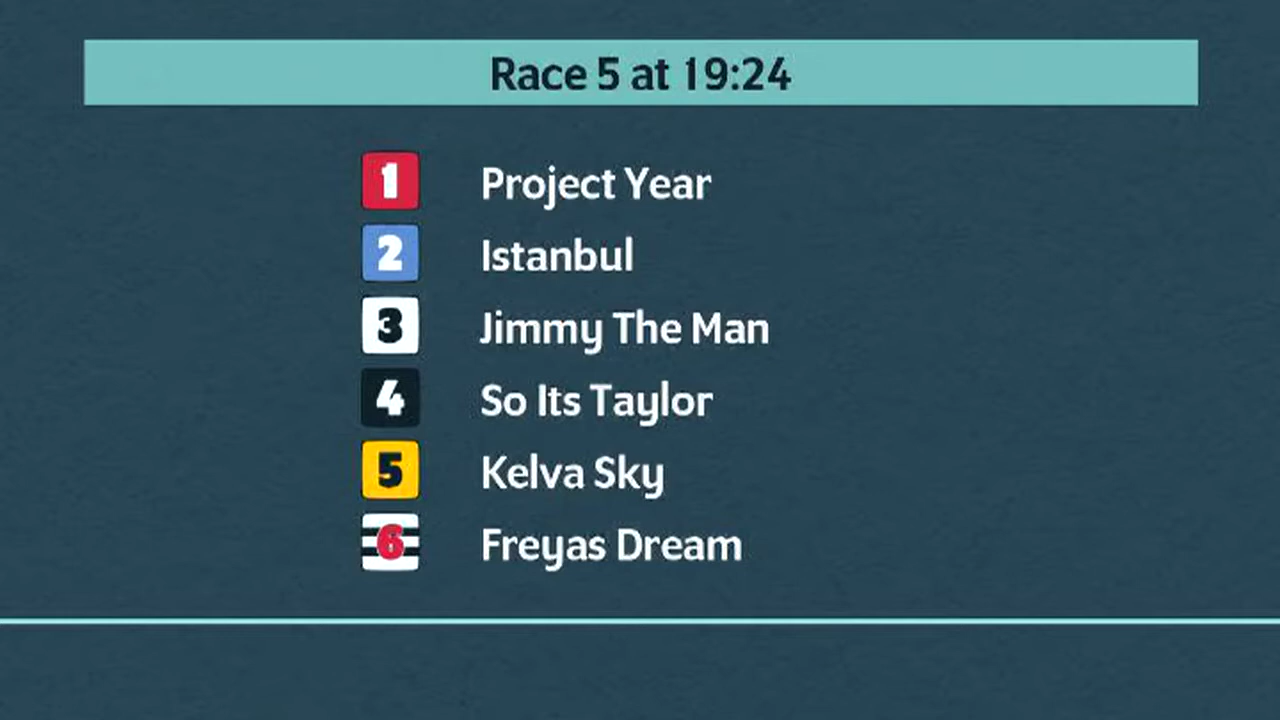 Race 5 at 19:24
1 Project Year
2 Istanbul
3 Jimmy The Man
4 So Its Taylor
5 Kelva Sky
6 Freyas Dream